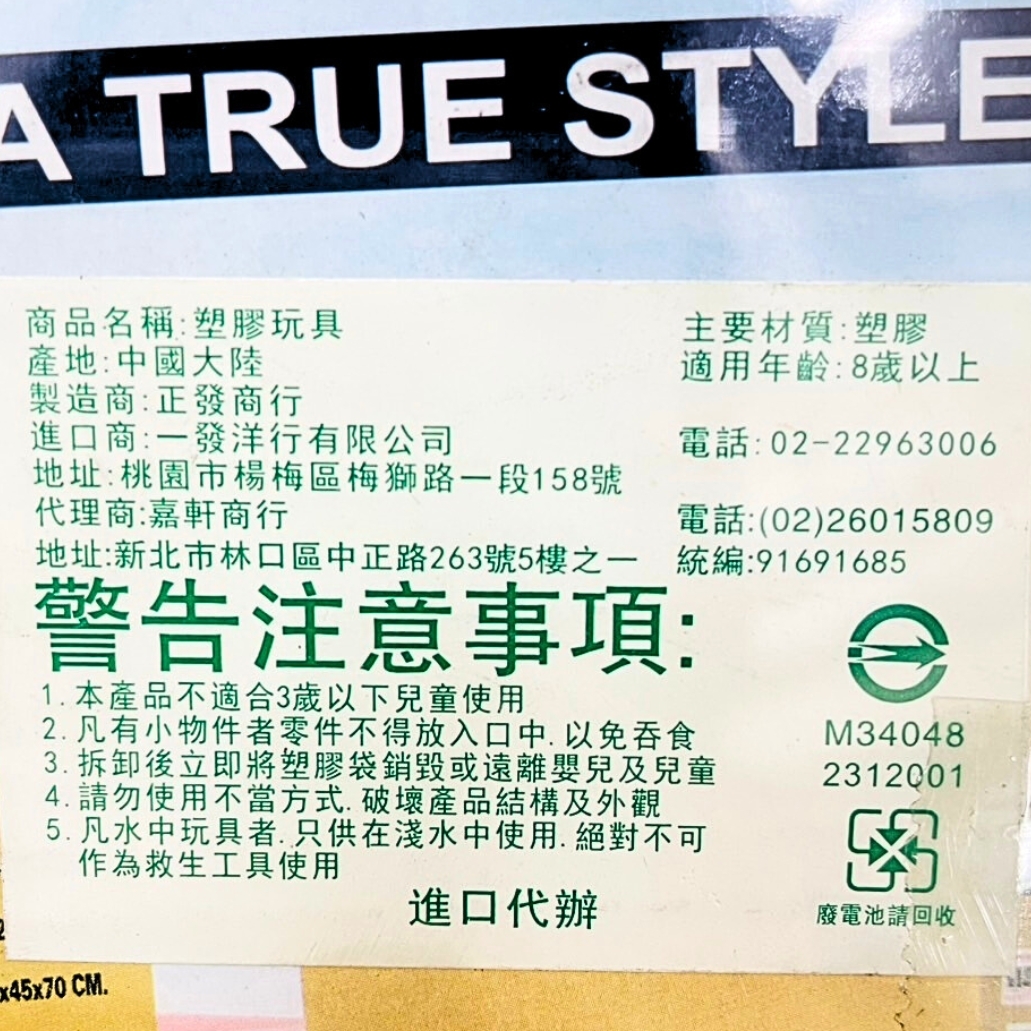 A TRUE STYLE
商品名稱:塑膠玩具
主要材質:塑膠
產地:中國大陸
適用年齡:8歲以上
製造商:正發商行
進口商:一發洋行有限公司
電話:02-22963006
地址:桃園市楊梅區梅獅路一段158號
代理商:嘉軒商行
電話:(02)26015809
地址:新北市林口區中正路263號5樓之一
統編:91691685
警告注意事項:
1.本產品不適合3歲以下兒童使用
2.凡有小物件者零件不得放入口中.以免吞食
3.拆卸後立即將塑膠袋銷毀或遠離嬰兒及兒童
4.請勿使用不當方式.破壞產品結構及外觀
5.凡水中玩具者.只供在淺水中使用.絕對不可
作為救生工具使用
進口代辦
M34048
2312001
廢電池請回收
x45x70 CM.